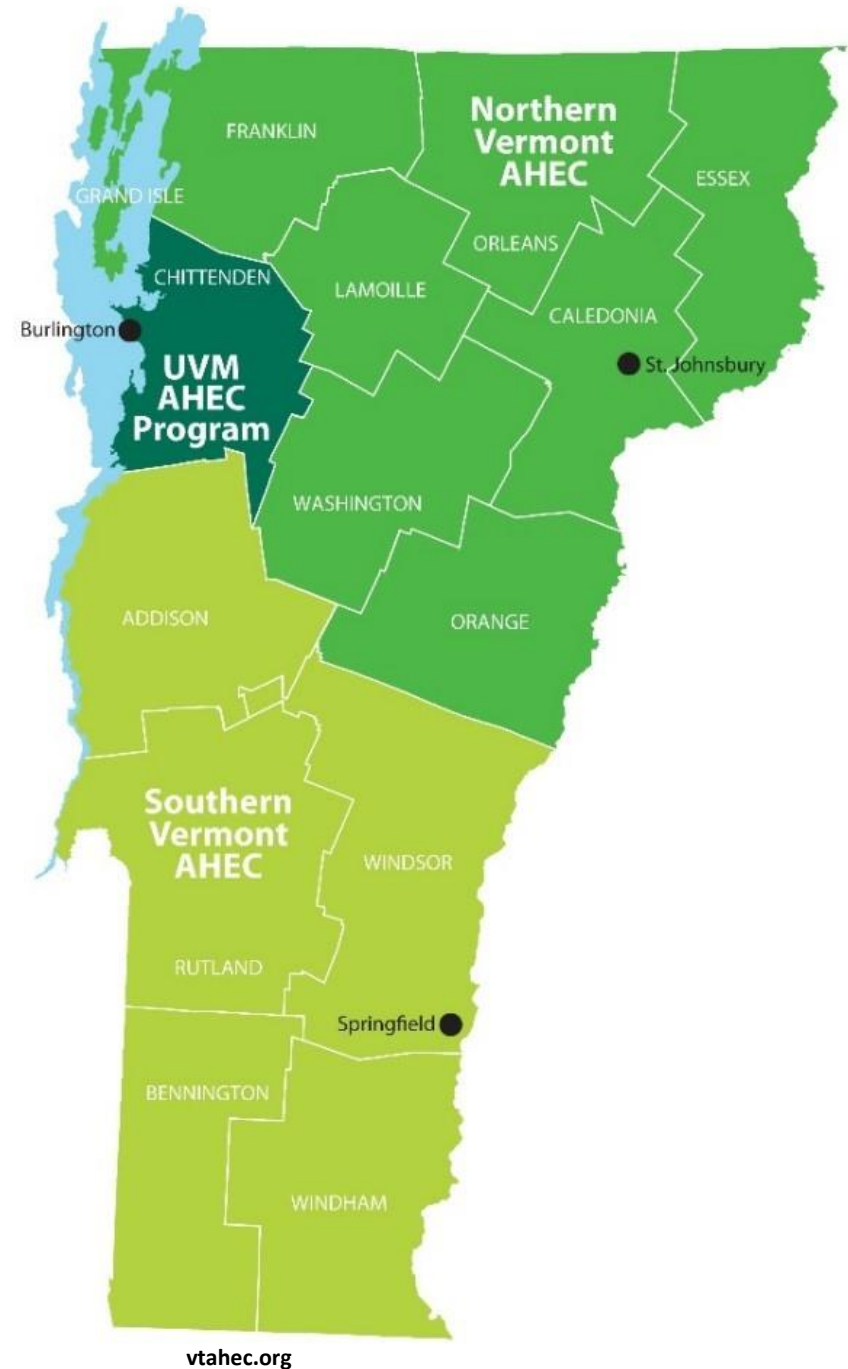 Northern
Vermont
AHEC
FRANKLIN
ESSEX
GRAND ISLE
ORLEANS
CHITTENDEN
LAMOILLE
CALEDONIA
Burlington
St. Johnsbury
UVM
AHEC
Program
WASHINGTON
ADDISON
ORANGE
Southern
Vermont
AHEC
WINDSOR
RUTLAND
Springfield
BENNINGTON
WINDHAM
vtahec.org